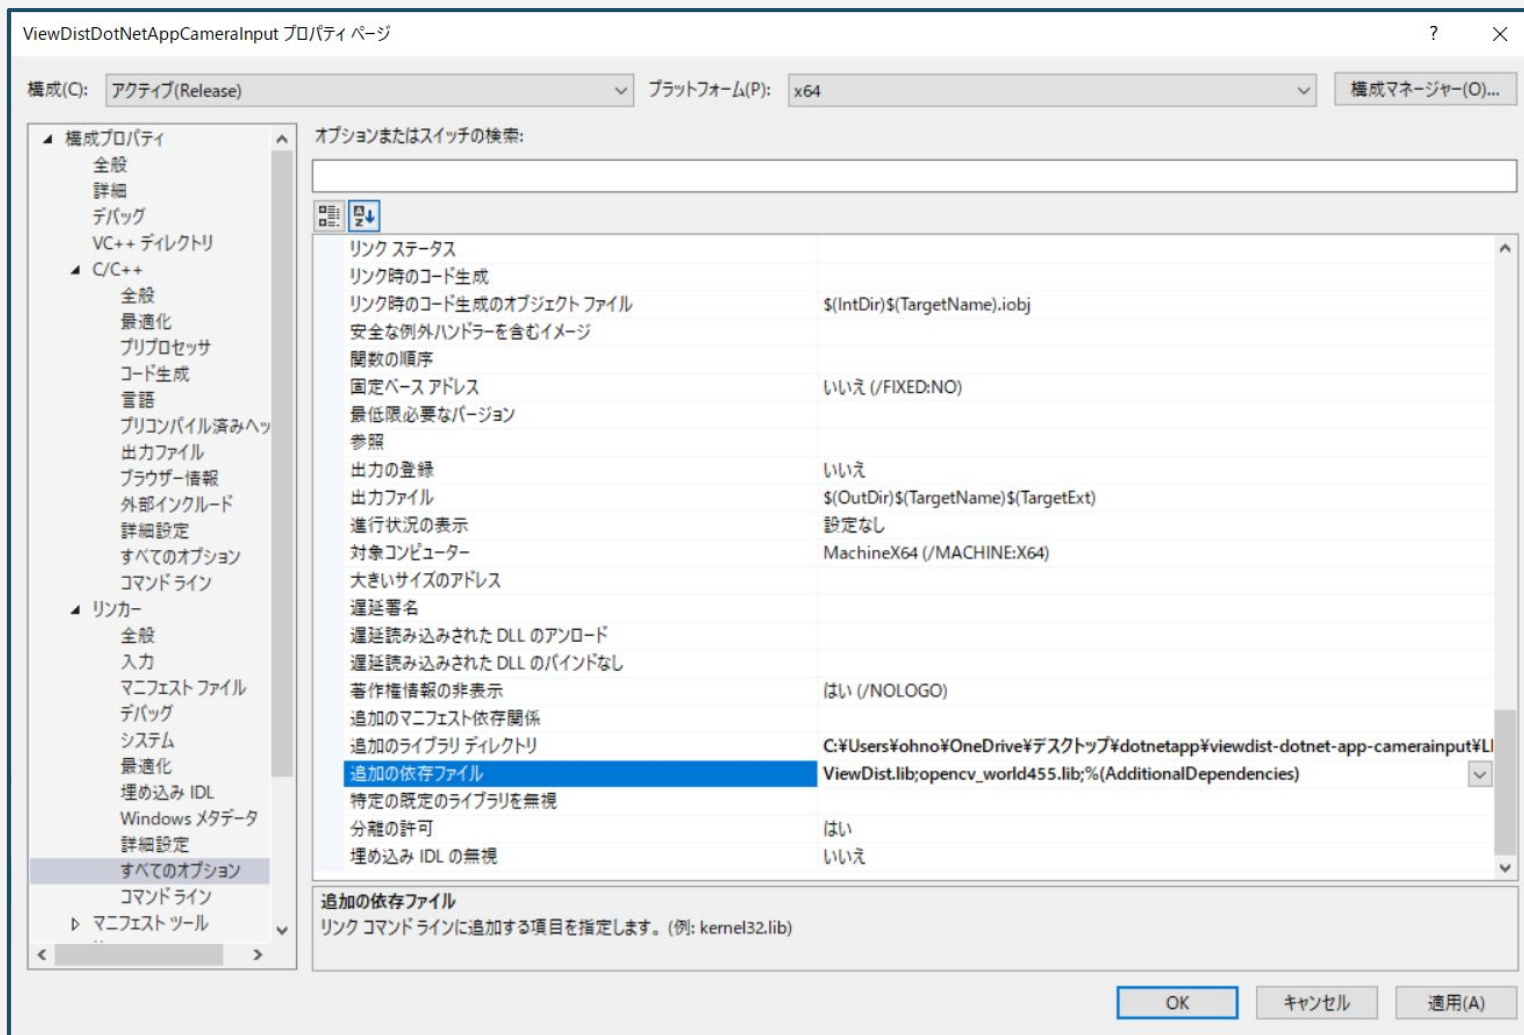 ViewDistDotNetAppCameraInput プロパティ ページ
?
構成(C):
アクティブ(Release)
プラットフォーム(P):
x64
構成マネージャー(O)...
構成プロパティ
全般
詳細
デバッグ
VC++ ディレクトリ
C/C++
全般
最適化
プリプロセッサ
コード生成
言語
プリコンパイル済みヘッ
出力ファイル
ブラウザー情報
外部インクルード
詳細設定
すべてのオプション
コマンド ライン
リンカー
全般
入力
マニフェスト ファイル
デバッグ
システム
最適化
埋め込み IDL
Windows メタデータ
詳細設定
すべてのオプション
コマンド ライン
マニフェスト ツール
オプションまたはスイッチの検索:
リンク ステータス
リンク時のコード生成
リンク時のコード生成のオブジェクト ファイル $(IntDir)$(TargetName).iobj
安全な例外ハンドラーを含むイメージ
関数の順序
固定ベース アドレス いいえ (/FIXED:NO)
最低限必要なバージョン
参照
出力の登録 いいえ
出力ファイル $(OutDir)$(TargetName)$(TargetExt)
進行状況の表示 設定なし
対象コンピューター MachineX64 (/MACHINE:X64)
大きいサイズのアドレス
遅延署名
遅延読み込みされた DLL のアンロード
遅延読み込みされた DLL のバインドなし
著作権情報の非表示 はい (/NOLOGO)
追加のマニフェスト依存関係
追加のライブラリ ディレクトリ C:¥Users¥ohno¥OneDrive¥デスクトップ¥dotnetapp¥viewdist-dotnet-app-camerainput¥LI
追加の依存ファイル ViewDist.lib;opencv_world455.lib;%(AdditionalDependencies)
特定の既定のライブラリを無視
分離の許可 はい
埋め込み IDL の無視 いいえ
追加の依存ファイル
リンク コマンド ラインに追加する項目を指定します。(例: kernel32.lib)
OK
キャンセル
適用(A)